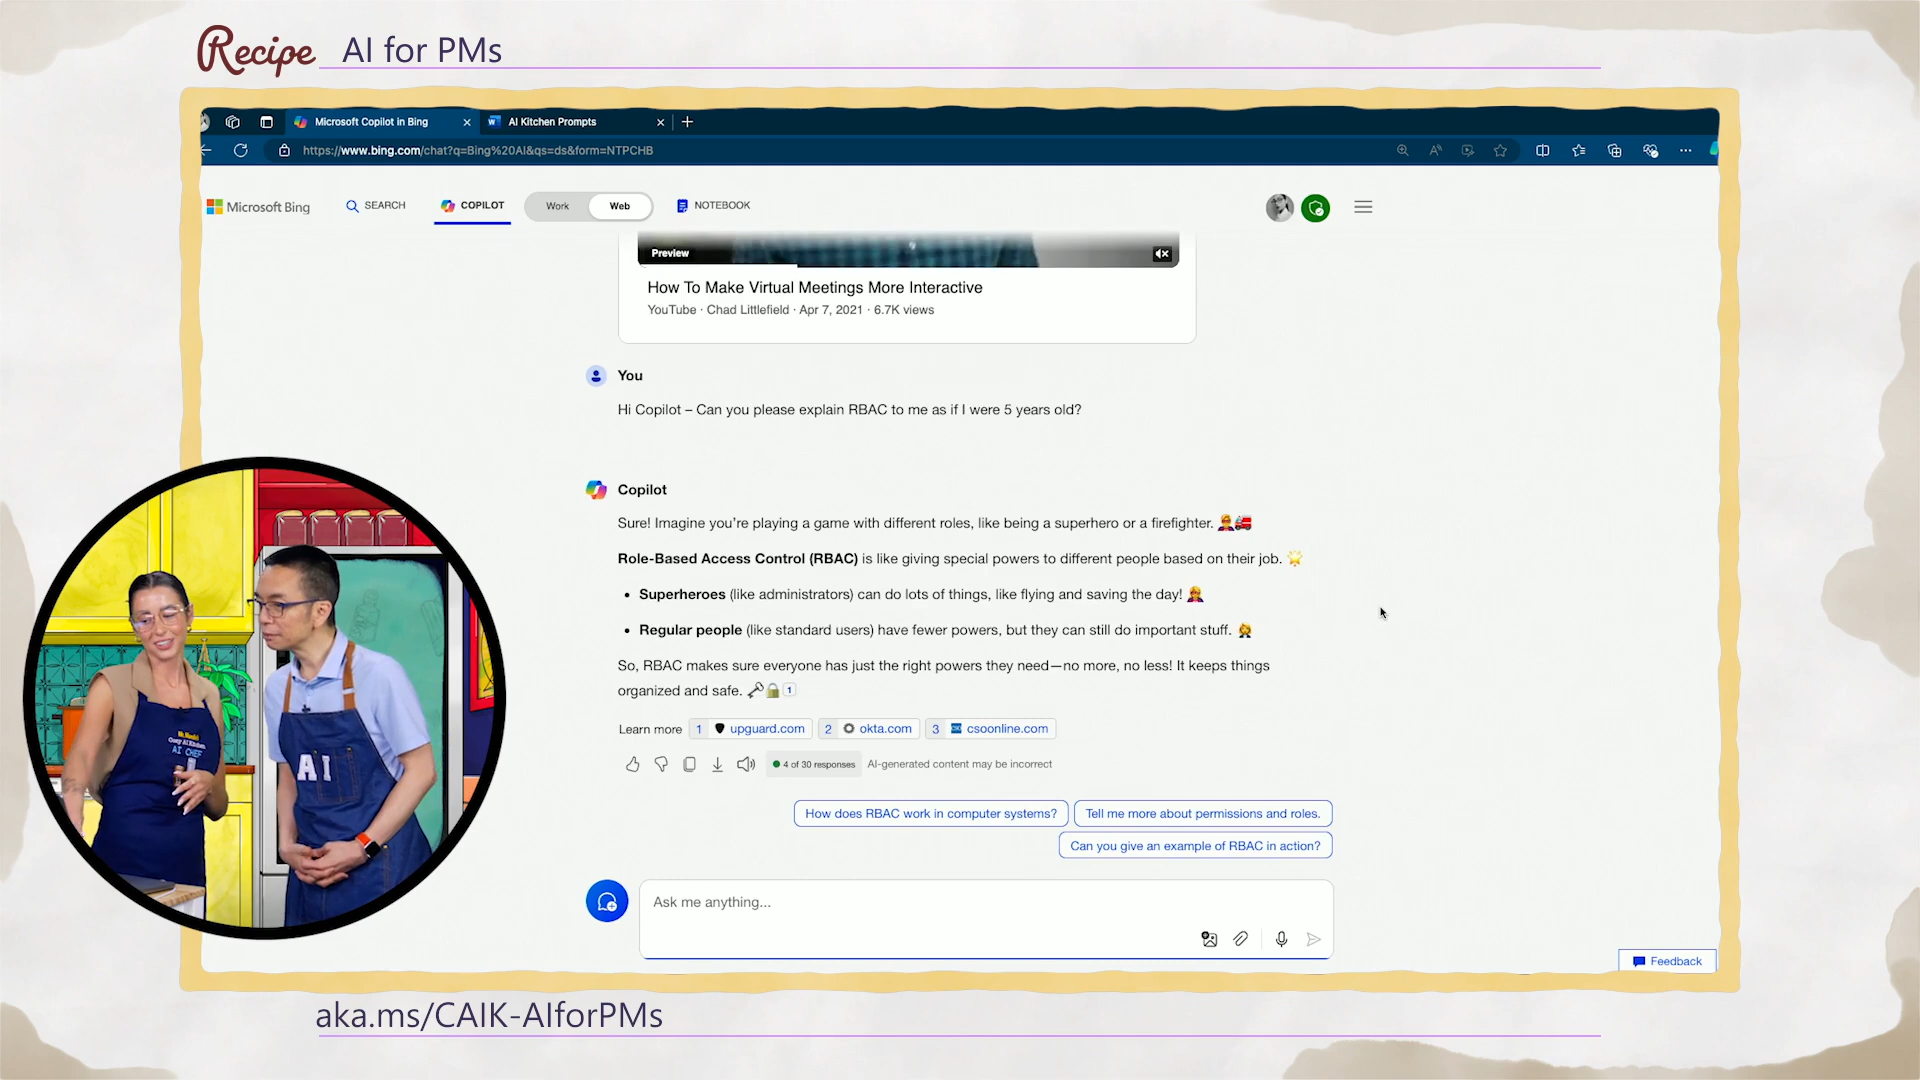 Recipe AI for PMs
Microsoft Copilot in Bing
AI Kitchen Prompts
https://www.bing.com/chat?q=Bing%20AI&qs=ds&form=NTPCHB
Microsoft Bing
SEARCH
COPILOT
Work
Web
NOTEBOOK
Preview
How To Make Virtual Meetings More Interactive
YouTube · Chad Littlefield · Apr 7, 2021 · 6.7K views
You
Hi Copilot – Can you please explain RBAC to me as if I were 5 years old?
Copilot
Sure! Imagine you’re playing a game with different roles, like being a superhero or a firefighter.
Role-Based Access Control (RBAC) is like giving special powers to different people based on their job.
• Superheroes (like administrators) can do lots of things, like flying and saving the day!
• Regular people (like standard users) have fewer powers, but they can still do important stuff.
So, RBAC makes sure everyone has just the right powers they need—no more, no less! It keeps things
organized and safe. 1
Learn more 1 upguard.com 2 okta.com 3 csoonline.com
4 of 30 responses AI-generated content may be incorrect
How does RBAC work in computer systems?
Tell me more about permissions and roles.
Can you give an example of RBAC in action?
Ask me anything...
Feedback
AI CHEF
AI
aka.ms/CAIK-AIforPMs